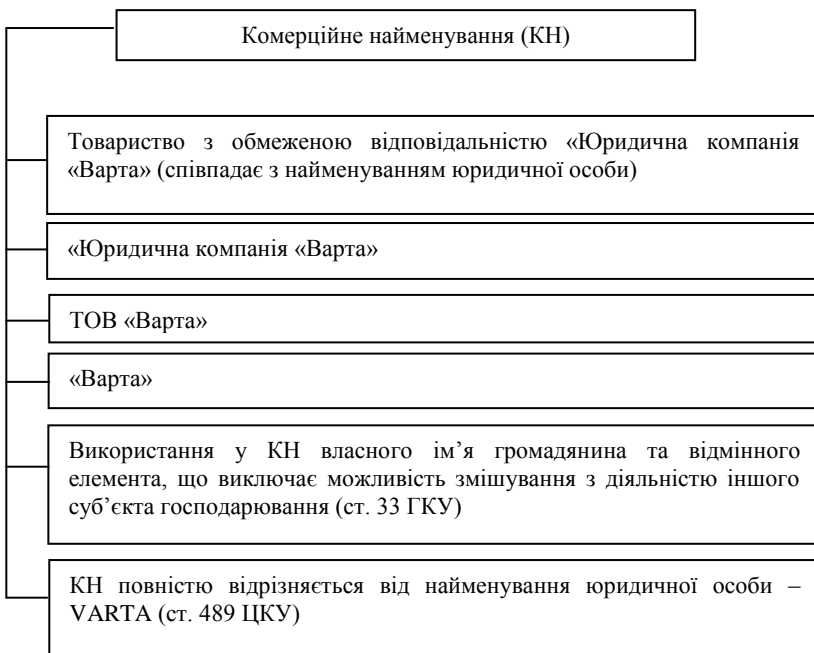 Комерційне найменування (КН)
Товариство з обмеженою відповідальністю «Юридична компанія
«Варта» (співпадає з найменуванням юридичної особи)
«Юридична компанія «Варта»
ТОВ «Варта»
«Варта»
Використання у КН власного ім’я громадянина та відмінного
елемента, що виключає можливість змішування з діяльністю іншого
суб’єкта господарювання (ст. 33 ГКУ)
КН повністю відрізняється від найменування юридичної особи –
VARTA (ст. 489 ЦКУ)